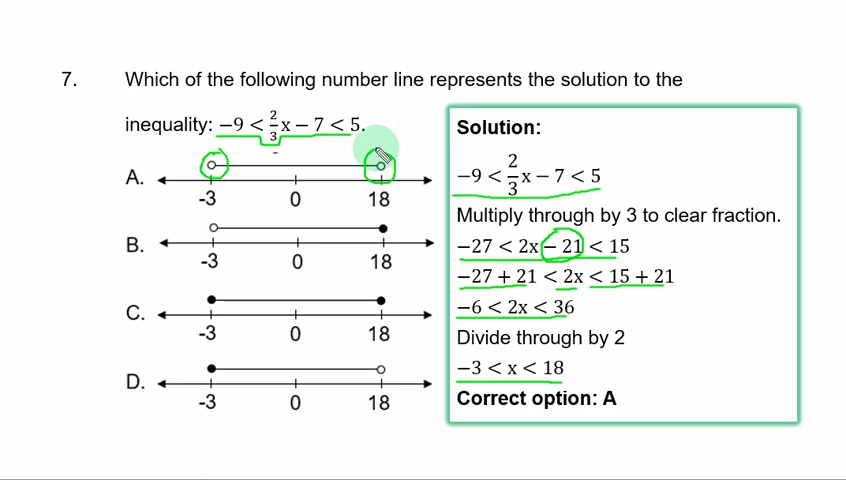 7. Which of the following number line represents the solution to the
inequality: −9 < 2/3x − 7 < 5.
A.
-3 0 18
B.
-3 0 18
C.
-3 0 18
D.
-3 0 18
Solution:
−9 < 2/3x − 7 < 5
Multiply through by 3 to clear fraction.
−27 < 2x − 21 < 15
−27 + 21 < 2x < 15 + 21
−6 < 2x < 36
Divide through by 2
−3 < x < 18
Correct option: A